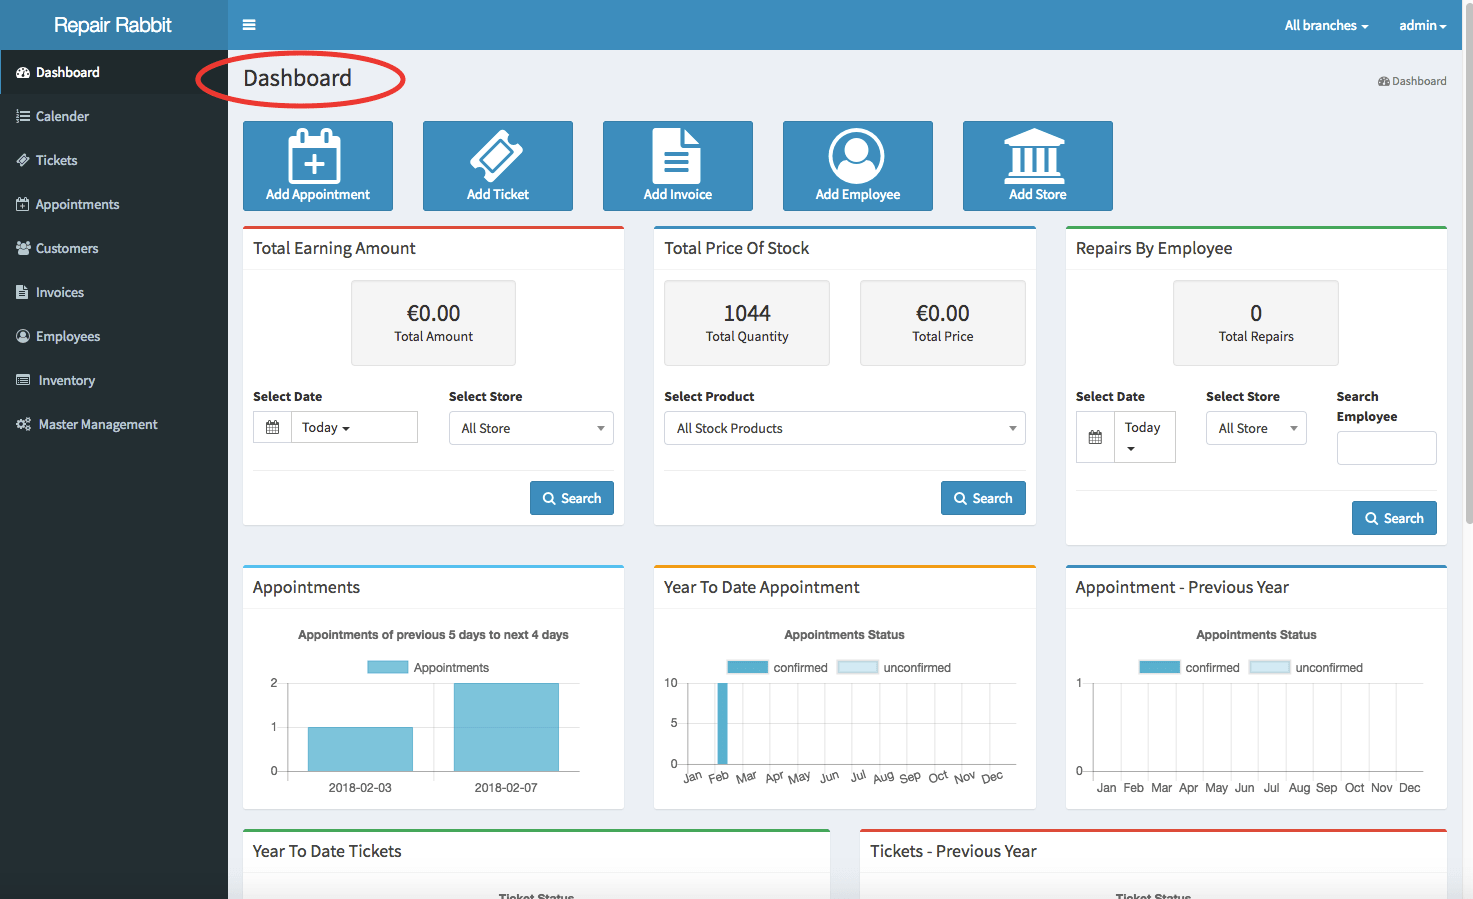 Repair Rabbit
All branches
admin
Dashboard
Calender
Tickets
Appointments
Customers
Invoices
Employees
Inventory
Master Management
Dashboard
Dashboard
Add Appointment
Add Ticket
Add Invoice
Add Employee
Add Store
Total Earning Amount
€0.00
Total Amount
Select Date
Select Store
Today
All Store
Search
Total Price Of Stock
1044
Total Quantity
€0.00
Total Price
Select Product
All Stock Products
Search
Repairs By Employee
0
Total Repairs
Select Date
Select Store
Search
Employee
Today
All Store
Search
Appointments
Appointments of previous 5 days to next 4 days
Appointments
2
1
0
2018-02-03
2018-02-07
Year To Date Appointment
Appointments Status
confirmed
unconfirmed
10
5
0
Jan Feb Mar Apr May Jun Jul Aug Sep Oct Nov Dec
Appointment - Previous Year
Appointments Status
confirmed
unconfirmed
1
0
Jan Feb Mar Apr May Jun Jul Aug Sep Oct Nov Dec
Year To Date Tickets
Ticket Status
Tickets - Previous Year
Ticket Status